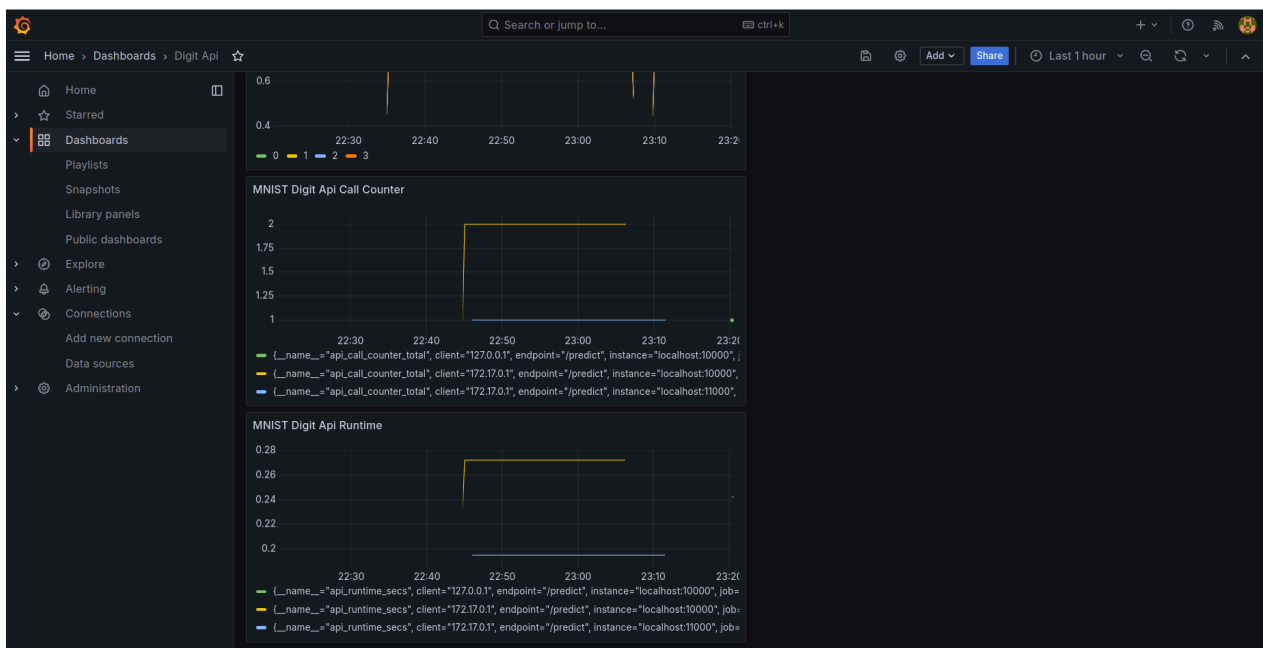 Search or jump to... ctrl+k
Home › Dashboards › Digit Api Add Share Last 1 hour
Home
Starred
Dashboards
Playlists
Snapshots
Library panels
Public dashboards
Explore
Alerting
Connections
Add new connection
Data sources
Administration
0.6
0.4
22:30 22:40 22:50 23:00 23:10 23:20
0 1 2 3
MNIST Digit Api Call Counter
2
1.75
1.5
1.25
1
22:30 22:40 22:50 23:00 23:10 23:20
{__name__="api_call_counter_total", client="127.0.0.1", endpoint="/predict", instance="localhost:10000", j
{__name__="api_call_counter_total", client="172.17.0.1", endpoint="/predict", instance="localhost:10000",
{__name__="api_call_counter_total", client="172.17.0.1", endpoint="/predict", instance="localhost:11000",
MNIST Digit Api Runtime
0.28
0.26
0.24
0.22
0.2
22:30 22:40 22:50 23:00 23:10 23:20
{__name__="api_runtime_secs", client="127.0.0.1", endpoint="/predict", instance="localhost:10000", job=
{__name__="api_runtime_secs", client="172.17.0.1", endpoint="/predict", instance="localhost:10000", job=
{__name__="api_runtime_secs", client="172.17.0.1", endpoint="/predict", instance="localhost:11000", job=